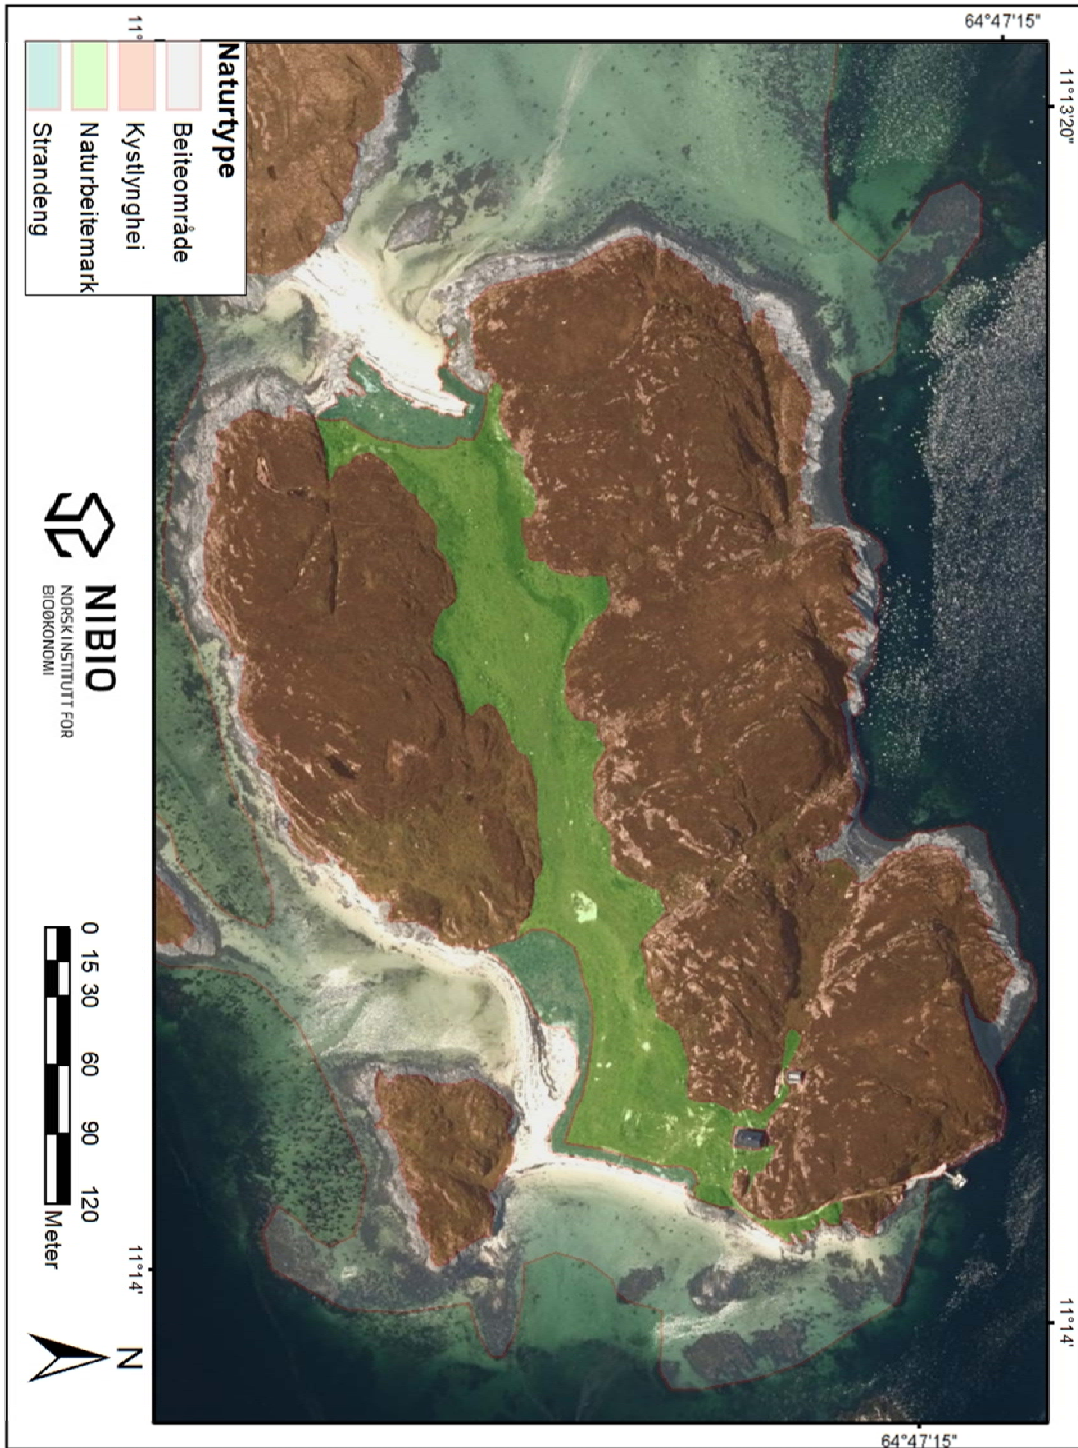 64°47'15"
11°13'20"
11°14'
64°47'15"
11°
Naturtype
Beiteområde
Kystlynghei
Naturbeitemark
Strandeng
NIBIO
NORSK INSTITUTT FOR
BIOØKONOMI
0 15 30 60 90 120
Meter
11°14'
N